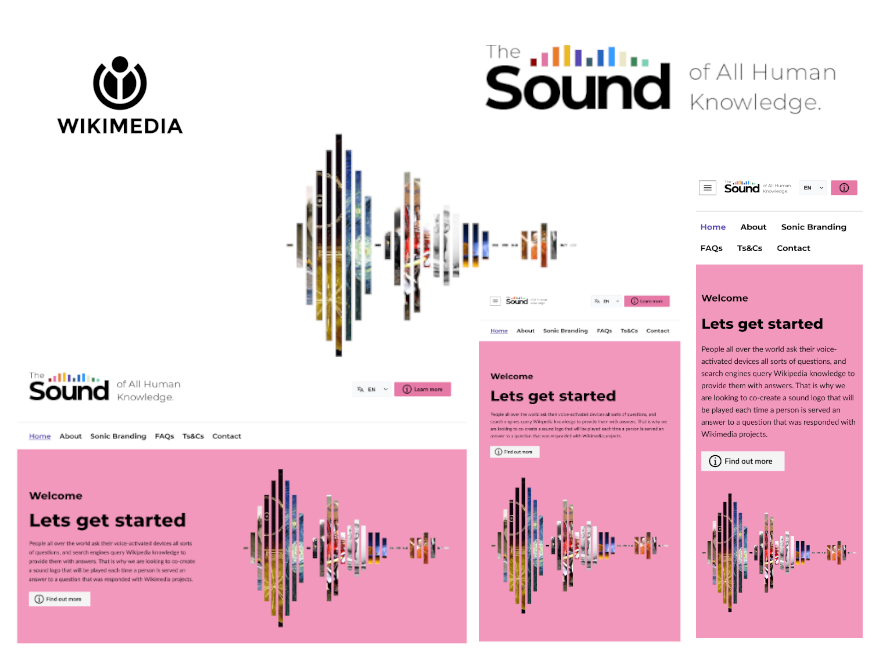 WIKIMEDIA
The
Sound
of All Human
Knowledge.
The
Sound
of All Human
Knowledge.
EN
Learn more
Home About Sonic Branding FAQs Ts&Cs Contact
Welcome
Lets get started
People all over the world ask their voice-activated devices all sorts
of questions, and search engines query Wikipedia knowledge to
provide them with answers. That is why we are looking to co-create
a sound logo that will be played each time a person is served an
answer to a question that was responded with Wikimedia projects.
Find out more
The
Sound
of All Human
Knowledge.
EN
Learn more
Home About Sonic Branding FAQs Ts&Cs Contact
Welcome
Lets get started
People all over the world ask their voice-activated devices all sorts of questions, and
search engines query Wikipedia knowledge to provide them with answers. That is why we
are looking to co-create a sound logo that will be played each time a person is served an
answer to a question that was responded with Wikimedia projects.
Find out more
The
Sound
of All Human
Knowledge.
EN
Home About Sonic Branding
FAQs Ts&Cs Contact
Welcome
Lets get started
People all over the world ask their voice-
activated devices all sorts of questions, and
search engines query Wikipedia knowledge to
provide them with answers. That is why we
are looking to co-create a sound logo that will
be played each time a person is served an
answer to a question that was responded with
Wikimedia projects.
Find out more